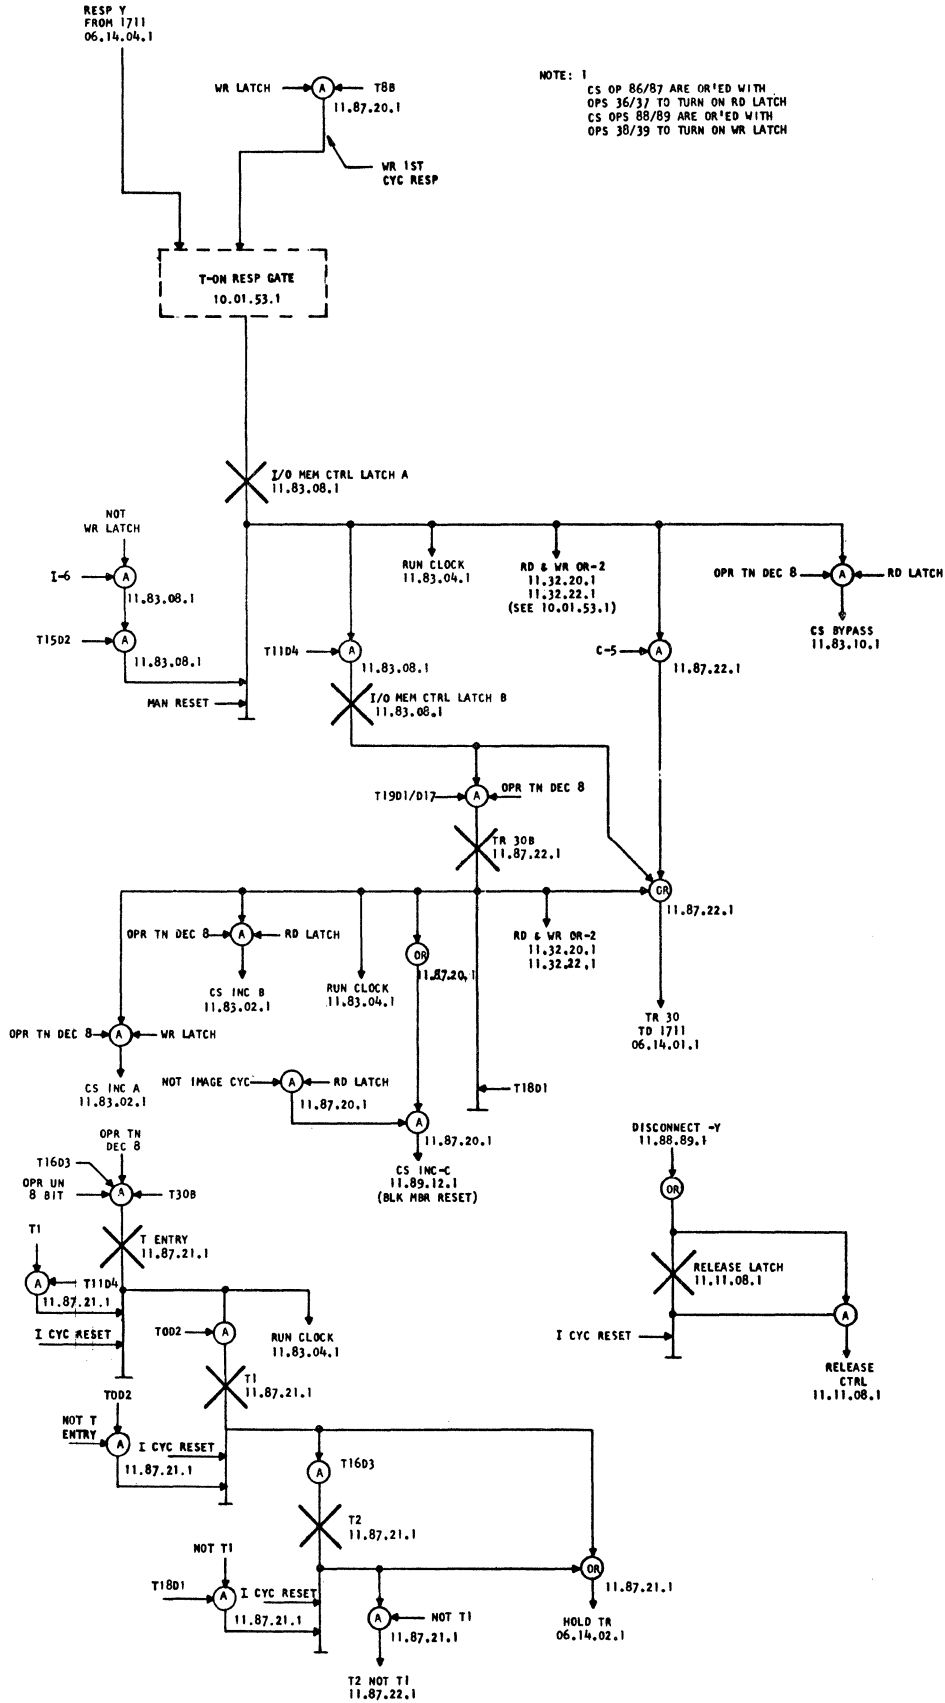 RESP Y
FROM 1711
06.14.04.1
WR LATCH
A
T8B
11.87.20.1
WR 1ST
CYC RESP
NOTE: 1
CS OP 86/87 ARE OR'ED WITH
OPS 36/37 TO TURN ON RD LATCH
CS OPS 88/89 ARE OR'ED WITH
OPS 38/39 TO TURN ON WR LATCH
T-ON RESP GATE
10.01.53.1
I/O MEM CTRL LATCH A
11.83.08.1
NOT
WR LATCH
I-6
A
11.83.08.1
T15D2
A
11.83.08.1
MAN RESET
RUN CLOCK
11.83.04.1
RD & WR OR-2
11.32.20.1
11.32.22.1
(SEE 10.01.53.1)
OPR TN DEC 8
A
RD LATCH
CS BYPASS
11.83.10.1
T11D4
A
11.83.08.1
C-5
A
11.87.22.1
I/O MEM CTRL LATCH B
11.83.08.1
T19D1/D17
A
OPR TN DEC 8
TR 30B
11.87.22.1
OR
11.87.22.1
OPR TN DEC 8
A
RD LATCH
CS INC B
11.83.02.1
RUN CLOCK
11.83.04.1
OR
11.87.20.1
RD & WR OR-2
11.32.20.1
11.32.22.1
TR 30
TD 1711
06.14.01.1
OPR TN DEC 8
A
WR LATCH
CS INC A
11.83.02.1
NOT IMAGE CYC
A
RD LATCH
11.87.20.1
T18D1
A
11.87.20.1
CS INC-C
11.89.12.1
(BLK MBR RESET)
OPR TN
DEC 8
T16D3
OPR UN
8 BIT
A
T30B
T ENTRY
11.87.21.1
T1
A
T11D4
11.87.21.1
I CYC RESET
TOD2
A
RUN CLOCK
11.83.04.1
T1
11.87.21.1
TOD2
NOT T
ENTRY
A
I CYC RESET
11.87.21.1
A
T16D3
T2
11.87.21.1
NOT T1
T18D1
A
I CYC RESET
11.87.21.1
A
NOT T1
11.87.21.1
T2 NOT T1
11.87.22.1
OR
11.87.21.1
HOLD TR
06.14.02.1
DISCONNECT -Y
11.88.89.1
OR
RELEASE LATCH
11.11.08.1
I CYC RESET
A
RELEASE
CTRL
11.11.08.1